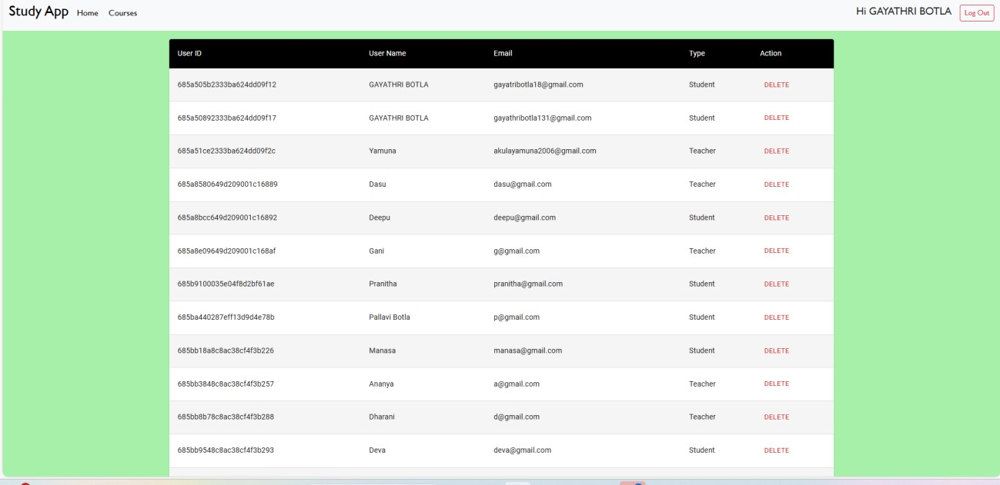 Study App Home Courses Hi GAYATHRI BOTLA Log Out
User ID User Name Email Type Action
685a505b2333ba624dd09f12 GAYATHRI BOTLA gayatribotla18@gmail.com Student DELETE
685a50892333ba624dd09f17 GAYATHRI BOTLA gayathribotla131@gmail.com Student DELETE
685a51ce2333ba624dd09f2c Yamuna akulayamuna2006@gmail.com Teacher DELETE
685a8580649d209001c16889 Dasu dasu@gmail.com Teacher DELETE
685a8bcc649d209001c16892 Deepu deepu@gmail.com Student DELETE
685a8e09649d209001c168af Gani g@gmail.com Teacher DELETE
685b9100035e04f8d2bf61ae Pranitha pranitha@gmail.com Student DELETE
685ba440287eff13d9d4e78b Pallavi Botla p@gmail.com Student DELETE
685bb18a8c8ac38cf4f3b226 Manasa manasa@gmail.com Student DELETE
685bb3848c8ac38cf4f3b257 Ananya a@gmail.com Teacher DELETE
685bb8b78c8ac38cf4f3b288 Dharani d@gmail.com Teacher DELETE
685bb9548c8ac38cf4f3b293 Deva deva@gmail.com Student DELETE